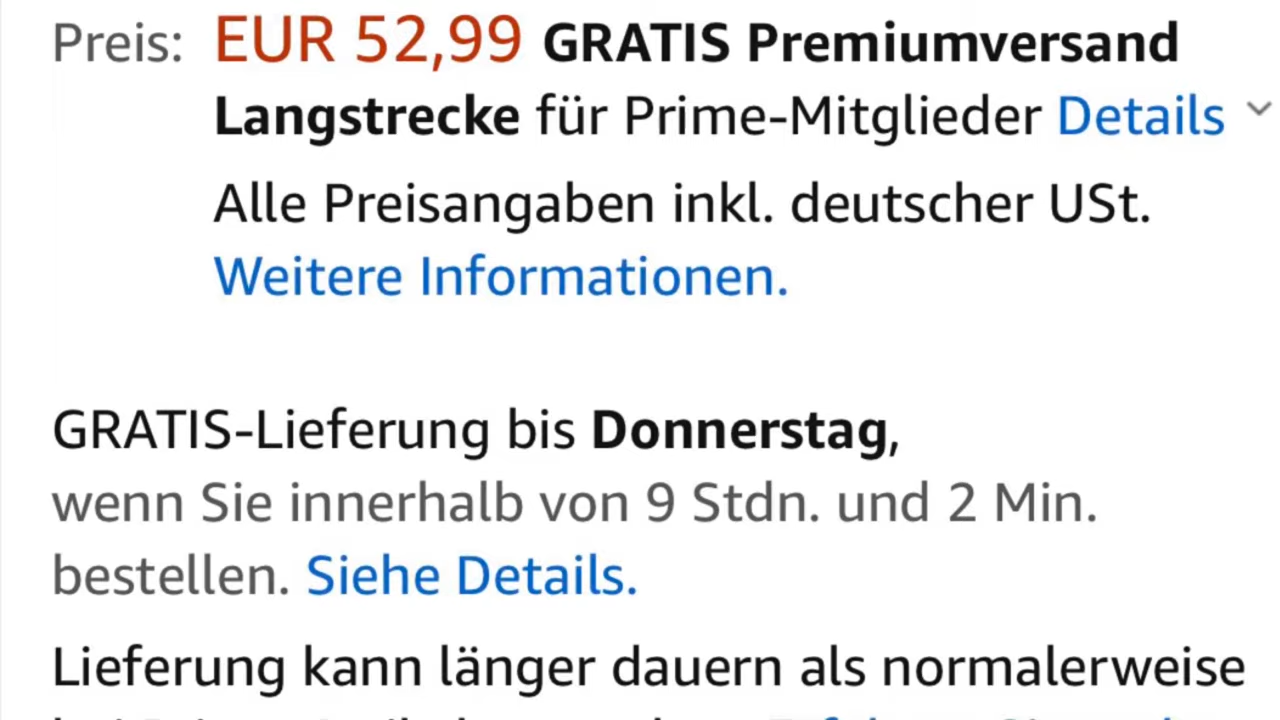 Preis: EUR 52,99 GRATIS Premiumversand
Langstrecke für Prime-Mitglieder Details
Alle Preisangaben inkl. deutscher USt.
Weitere Informationen.
GRATIS-Lieferung bis Donnerstag,
wenn Sie innerhalb von 9 Stdn. und 2 Min.
bestellen. Siehe Details.
Lieferung kann länger dauern als normalerweise